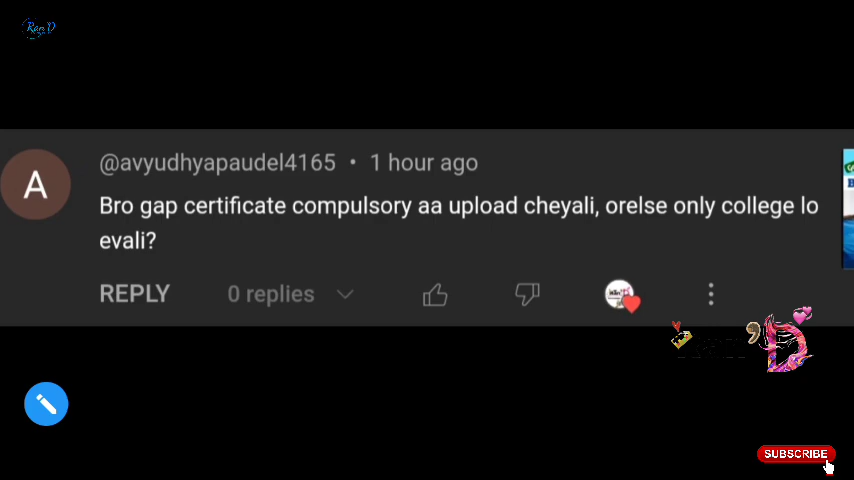 Ram'D
@avyudhyapaudel4165 • 1 hour ago
Bro gap certificate compulsory aa upload cheyali, orelse only college lo
evali?
REPLY 0 replies
'D
SUBSCRIBE